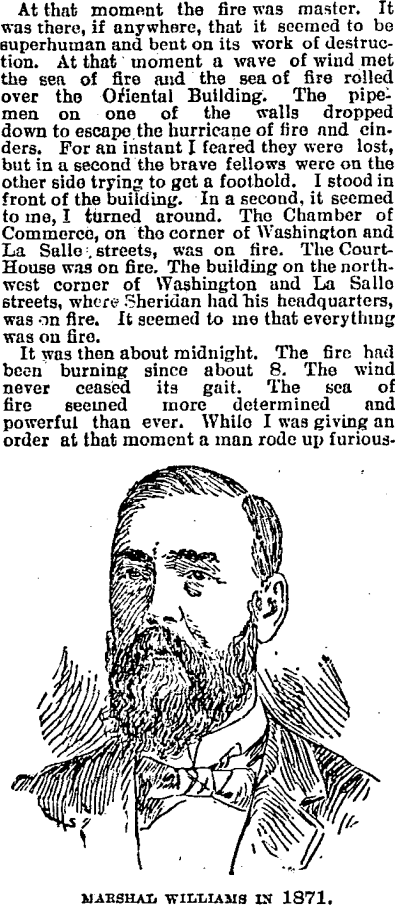 At that moment the fire was master. It
was there, if anywhere, that it seemed to be
superhuman and bent on its work of destruc-
tion. At that moment a wave of wind met
the sea of fire and the sea of fire rolled
over the Oriental Building. The pipe-
men on one of the walls dropped
down to escape the hurricane of fire and cin-
ders. For an instant I feared they were lost,
but in a second the brave fellows were on the
other side trying to get a foothold. I stood in
front of the building. In a second, it seemed
to me, I turned around. The Chamber of
Commerce, on the corner of Washington and
La Salle streets, was on fire. The Court-
House was on fire. The building on the north-
west corner of Washington and La Salle
streets, where Sheridan had his headquarters,
was on fire. It seemed to me that everything
was on fire.
It was then about midnight. The fire had
been burning since about 8. The wind
never ceased its gait. The sea of
fire seemed more determined and
powerful than ever. While I was giving an
order at that moment a man rode up furious-
MARSHAL WILLIAMS IN 1871.